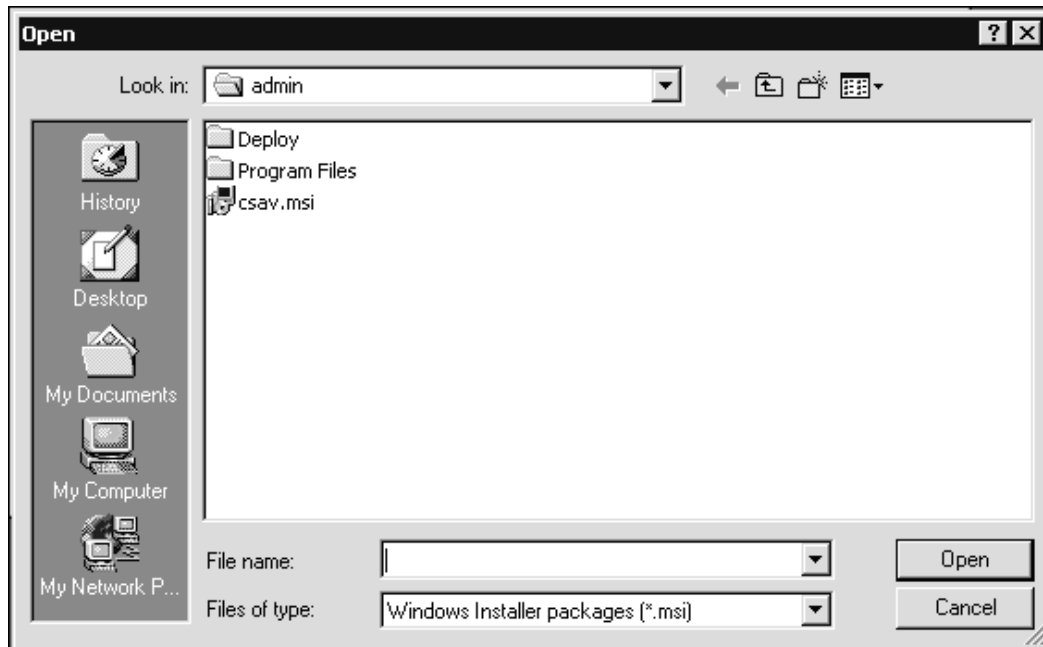 Open
Look in: admin
History
Desktop
My Documents
My Computer
My Network P...
Deploy
Program Files
csav.msi
File name:
Open
Files of type: Windows Installer packages (*.msi)
Cancel